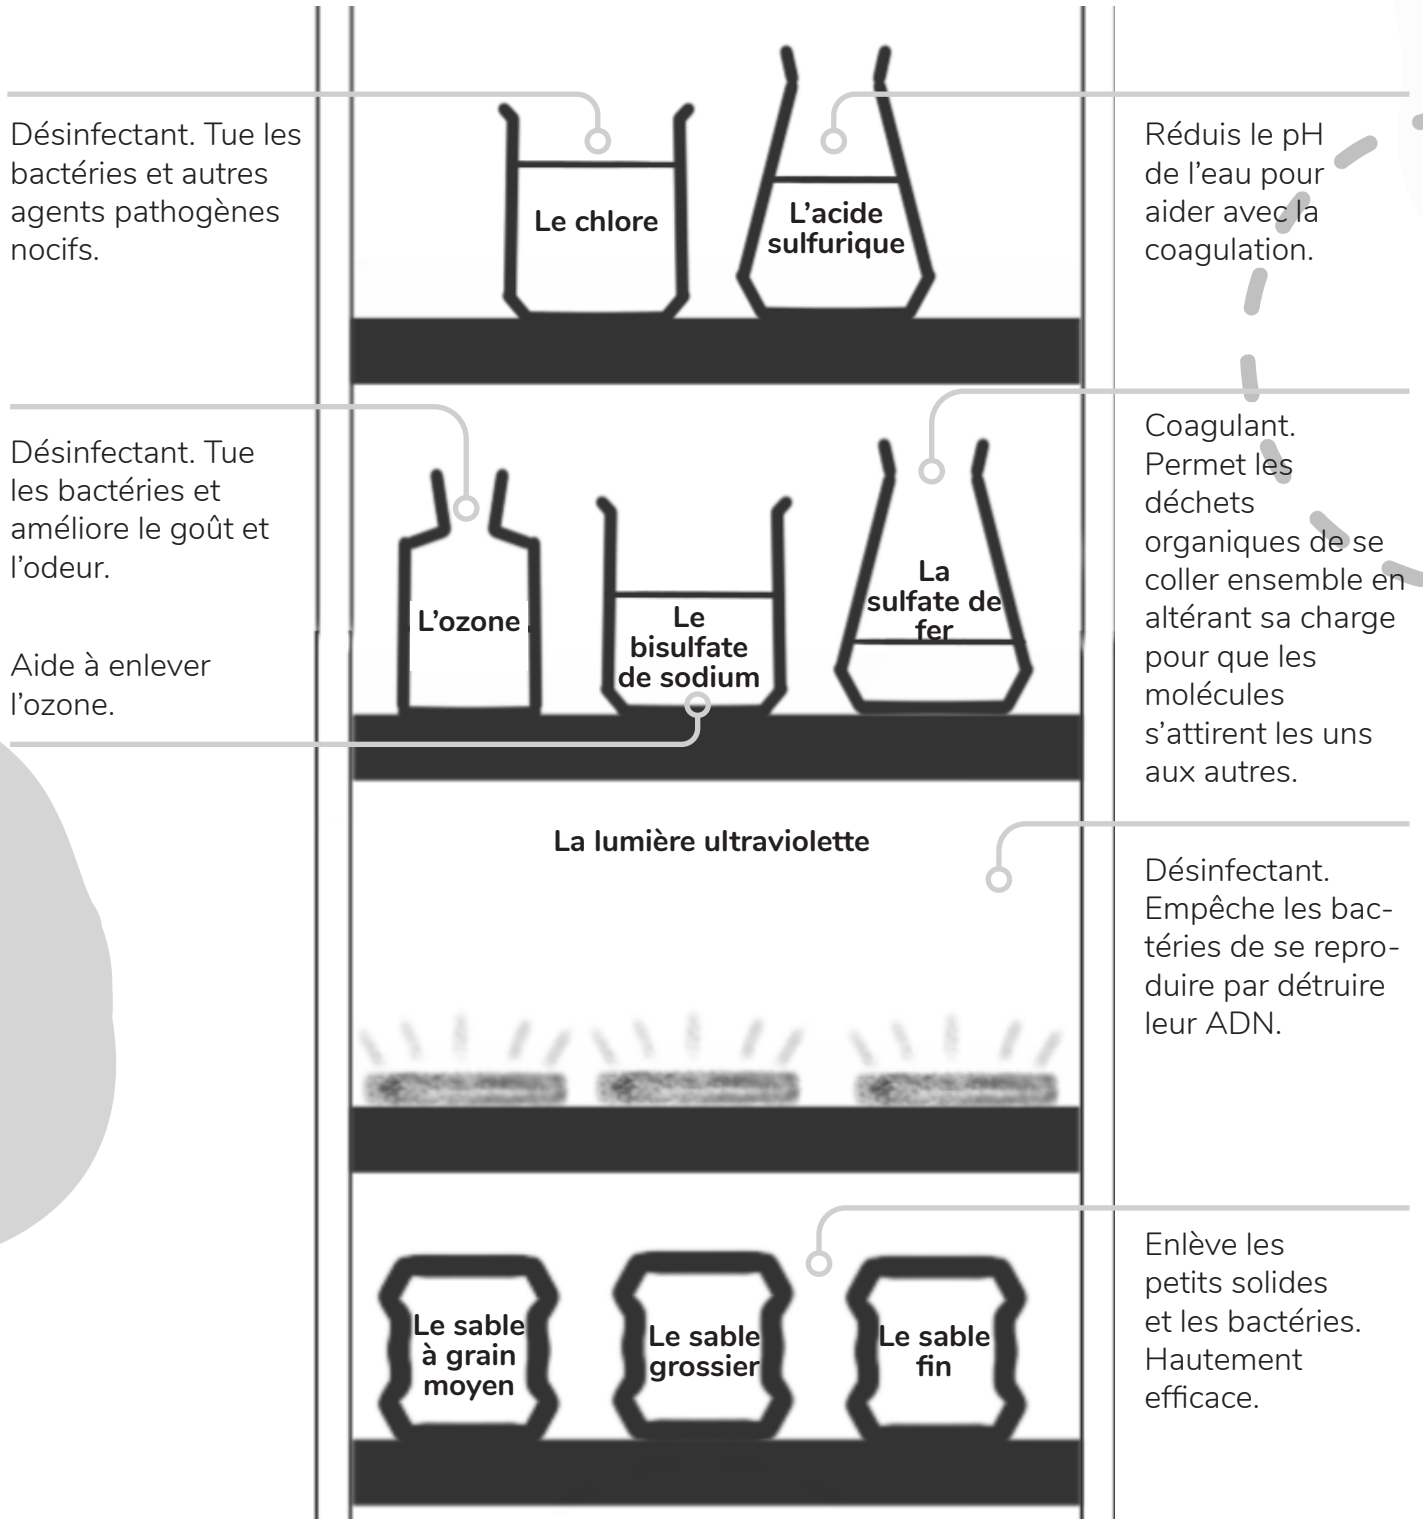 Désinfectant. Tue les
bactéries et autres
agents pathogènes
nocifs.
Le chlore
L’acide
sulfurique
Réduis le pH
de l’eau pour
aider avec la
coagulation.
Désinfectant. Tue
les bactéries et
améliore le goût et
l’odeur.
Aide à enlever
l’ozone.
L’ozone
Le
bisulfate
de sodium
La
sulfate de
fer
Coagulant.
Permet les
déchets
organiques de se
coller ensemble en
altérant sa charge
pour que les
molécules
s’attirent les uns
aux autres.
La lumière ultraviolette
Désinfectant.
Empêche les bac-
téries de se repro-
duire par détruire
leur ADN.
Le sable
à grain
moyen
Le sable
grossier
Le sable
fin
Enlève les
petits solides
et les bactéries.
Hautement
efficace.